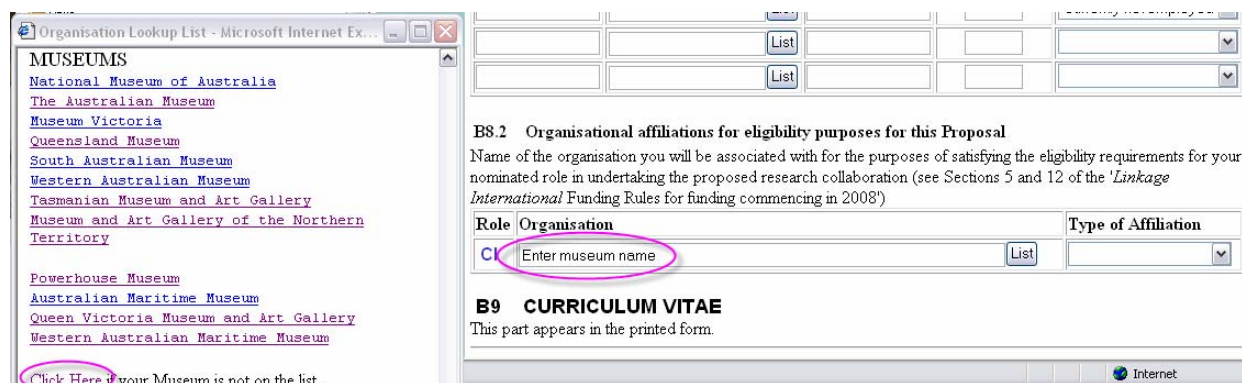 Organisation Lookup List - Microsoft Internet Ex...
MUSEUMS
National Museum of Australia
The Australian Museum
Museum Victoria
Queensland Museum
South Australian Museum
Western Australian Museum
Tasmanian Museum and Art Gallery
Museum and Art Gallery of the Northern
Territory
Powerhouse Museum
Australian Maritime Museum
Queen Victoria Museum and Art Gallery
Western Australian Maritime Museum
Click Here if your Museum is not on the list
List
List
B8.2 Organisational affiliations for eligibility purposes for this Proposal
Name of the organisation you will be associated with for the purposes of satisfying the eligibility requirements for your
nominated role in undertaking the proposed research collaboration (see Sections 5 and 12 of the 'Linkage
International Funding Rules for funding commencing in 2008')
Role Organisation Type of Affiliation
CI Enter museum name List
B9 CURRICULUM VITAE
This part appears in the printed form.
Internet